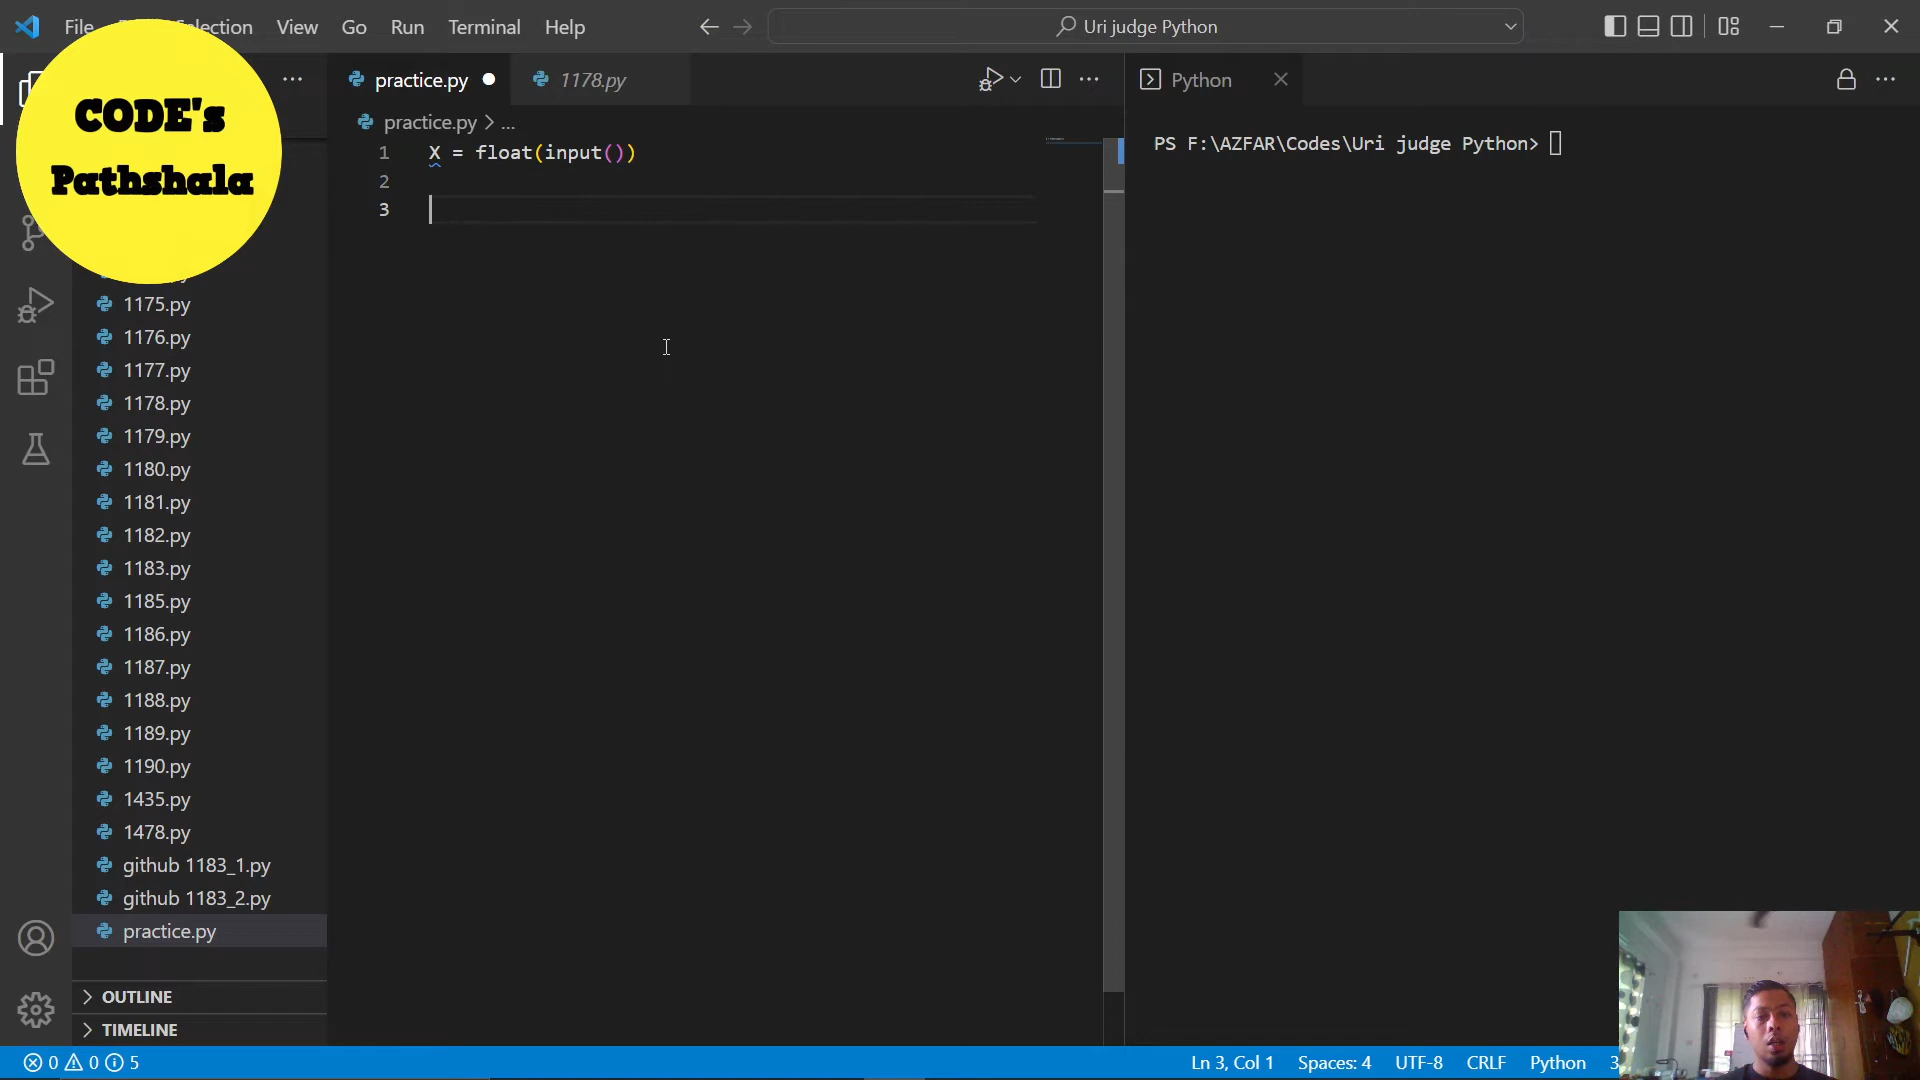 File
Selection
View
Go
Run
Terminal
Help
Uri judge Python
CODE's
Pathshala
practice.py
1178.py
Python
practice.py > ...
1 X = float(input())
2
3
PS F:\AZFAR\Codes\Uri judge Python>
1175.py
1176.py
1177.py
1178.py
1179.py
1180.py
1181.py
1182.py
1183.py
1185.py
1186.py
1187.py
1188.py
1189.py
1190.py
1435.py
1478.py
github 1183_1.py
github 1183_2.py
practice.py
OUTLINE
TIMELINE
0 0 5
Ln 3, Col 1
Spaces: 4
UTF-8
CRLF
Python
3